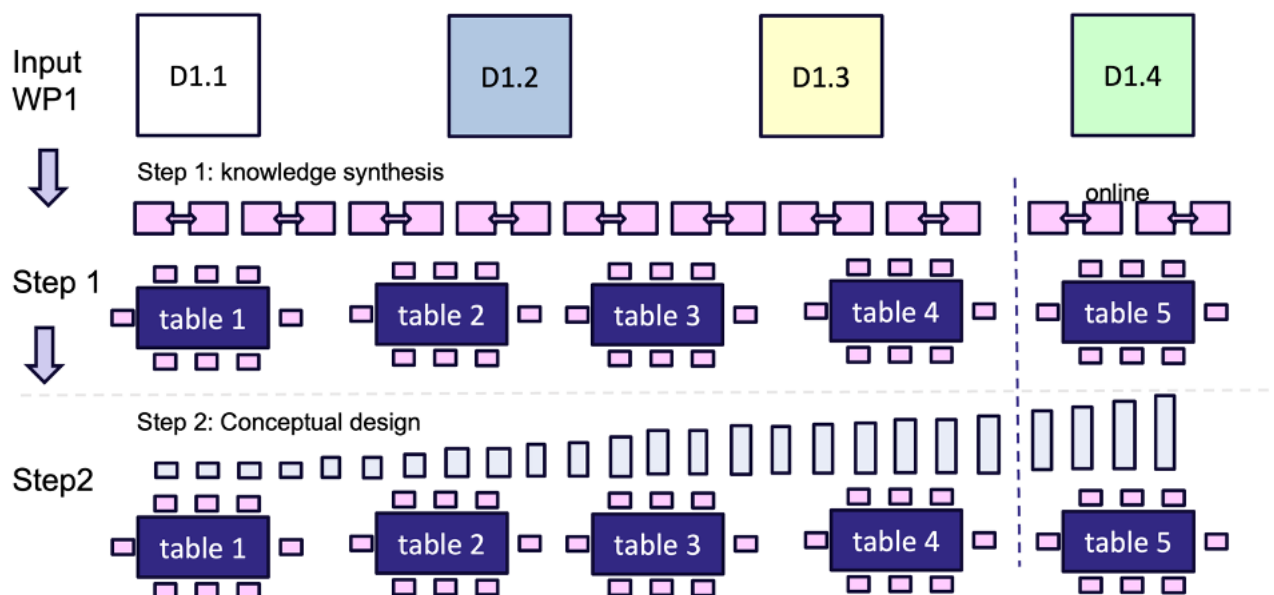 Input
WP1
D1.1
D1.2
D1.3
D1.4
Step 1: knowledge synthesis
online
Step 1
table 1
table 2
table 3
table 4
table 5
Step 2: Conceptual design
Step2
table 1
table 2
table 3
table 4
table 5